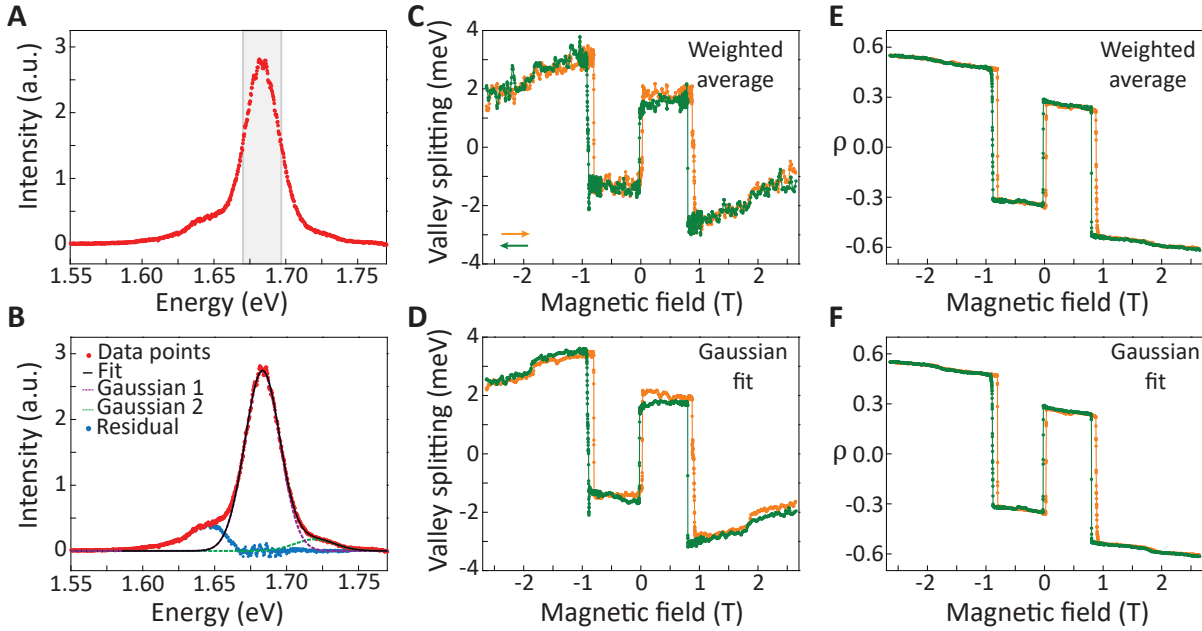 A
Intensity (a.u.)
3
2
1
0
1.55
1.60
1.65
1.70
1.75
Energy (eV)
B
Intensity (a.u.)
3
2
1
0
Data points
Fit
Gaussian 1
Gaussian 2
Residual
1.55
1.60
1.65
1.70
1.75
Energy (eV)
C
Valley splitting (meV)
4
2
0
-2
-4
Weighted
average
-2
-1
0
1
2
Magnetic field (T)
D
Valley splitting (meV)
4
2
0
-2
-4
Gaussian
fit
-2
-1
0
1
2
Magnetic field (T)
E
ρ
0.6
0.3
0.0
-0.3
-0.6
Weighted
average
-2
-1
0
1
2
Magnetic field (T)
F
ρ
0.6
0.3
0.0
-0.3
-0.6
Gaussian
fit
-2
-1
0
1
2
Magnetic field (T)